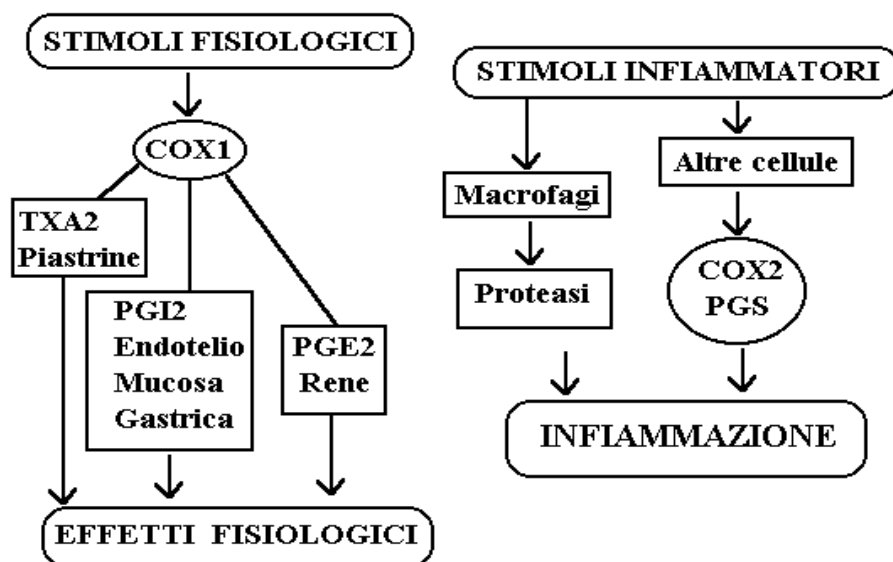 STIMOLI FISIOLOGICI
COX1
TXA2
Piastrine
PGI2
Endotelio
Mucosa
Gastrica
PGE2
Rene
EFFETTI FISIOLOGICI
STIMOLI INFIAMMATORI
Macrofagi
Proteasi
Altre cellule
COX2
PGS
INFIAMMAZIONE